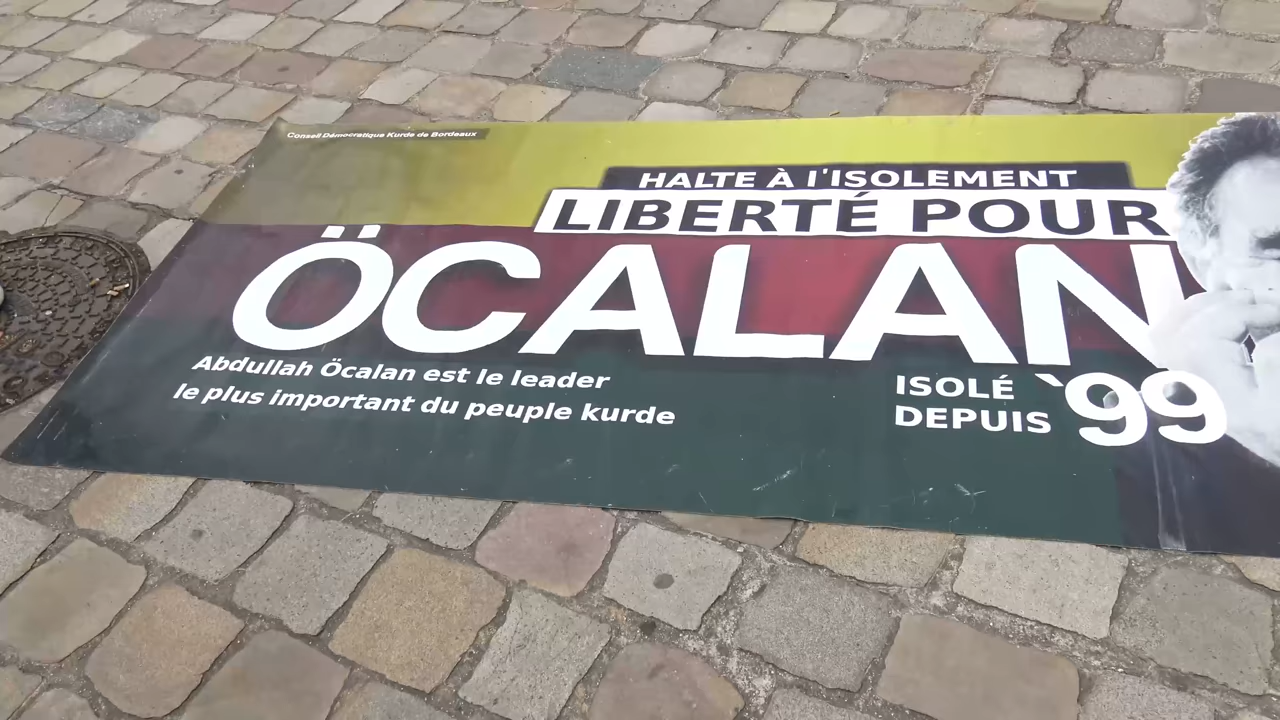 Conseil Démocratique Kurde de Bordeaux
HALTE À l'ISOLEMENT
LIBERTÉ POUR
ÖCALAN
Abdullah Öcalan est le leader
le plus important du peuple kurde
ISOLÉ
DEPUIS
'99